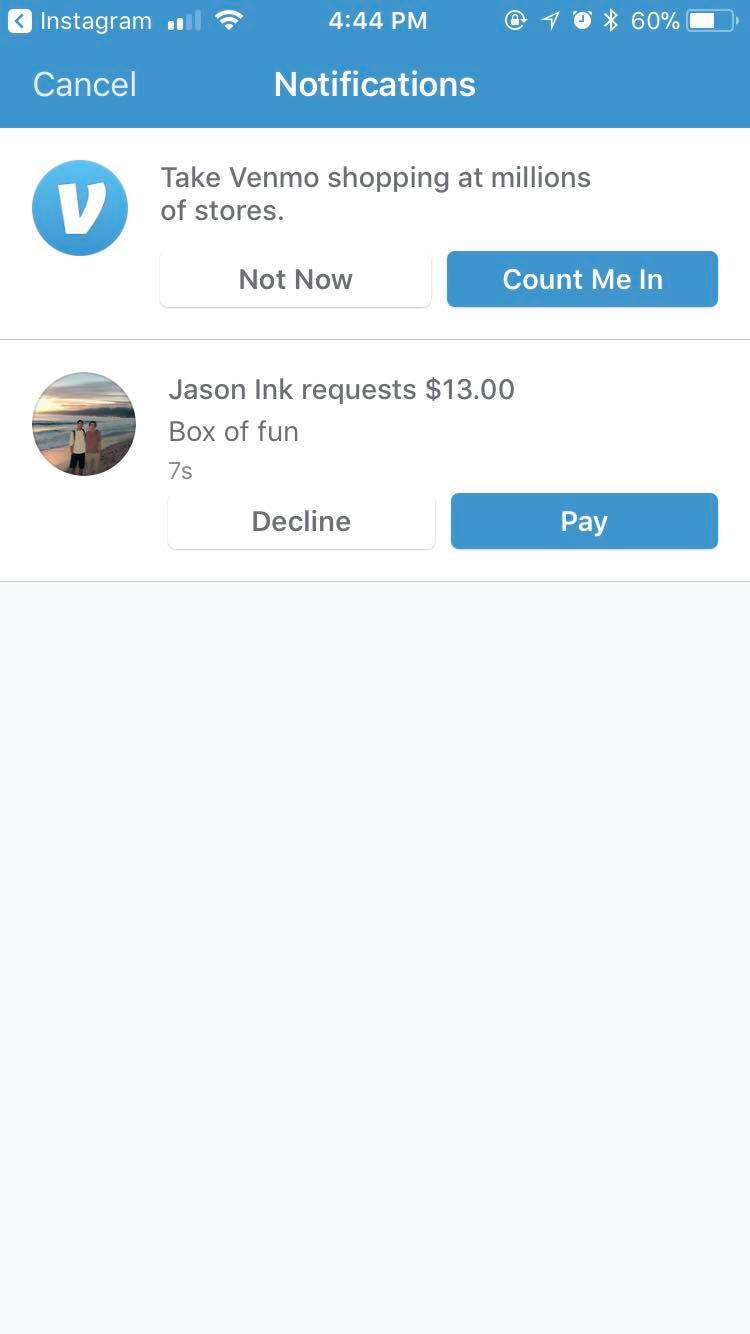 Instagram 4:44 PM 60%
Cancel Notifications
Take Venmo shopping at millions
of stores.
Not Now Count Me In
Jason Ink requests $13.00
Box of fun
7s
Decline Pay